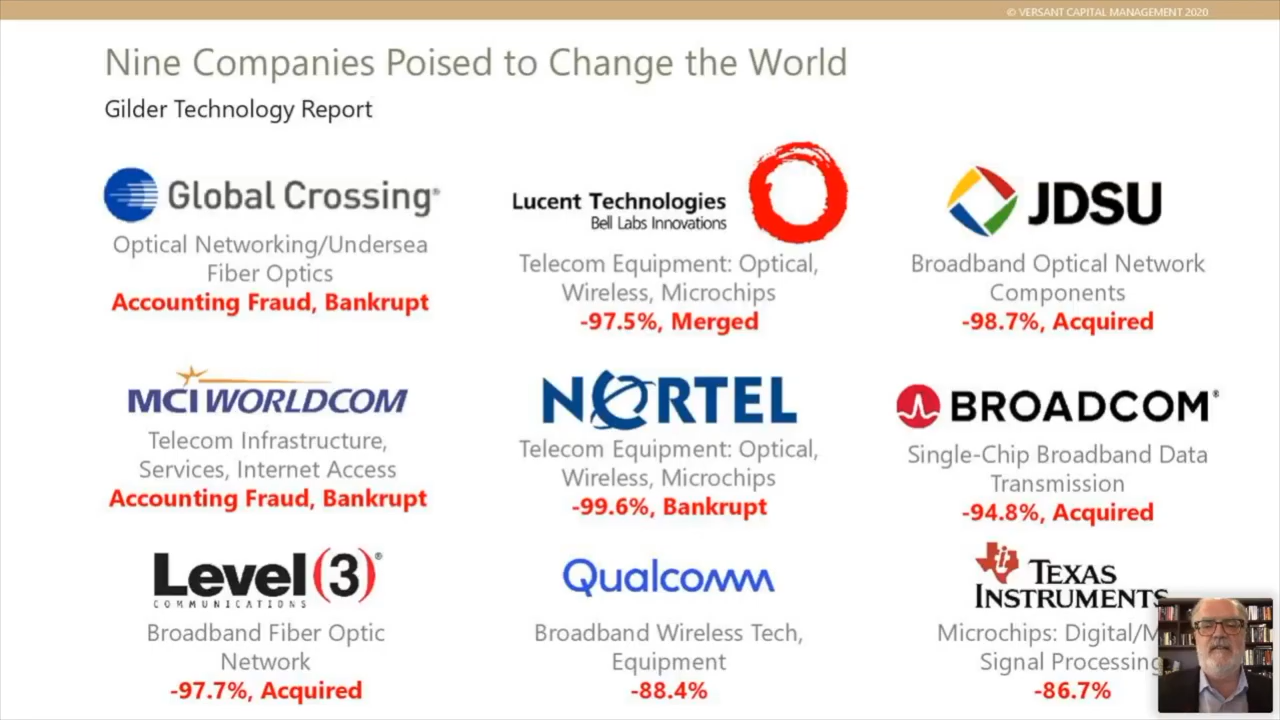 © VERSANT CAPITAL MANAGEMENT 2020
Nine Companies Poised to Change the World
Gilder Technology Report
Global Crossing®
Optical Networking/Undersea
Fiber Optics
Accounting Fraud, Bankrupt
Lucent Technologies
Bell Labs Innovations
Telecom Equipment: Optical,
Wireless, Microchips
-97.5%, Merged
JDSU
Broadband Optical Network
Components
-98.7%, Acquired
MCI WORLDCOM
Telecom Infrastructure,
Services, Internet Access
Accounting Fraud, Bankrupt
NORTEL
Telecom Equipment: Optical,
Wireless, Microchips
-99.6%, Bankrupt
BROADCOM®
Single-Chip Broadband Data
Transmission
-94.8%, Acquired
Level (3)®
COMMUNICATIONS
Broadband Fiber Optic
Network
-97.7%, Acquired
Qualcomm
Broadband Wireless Tech,
Equipment
-88.4%
TEXAS
INSTRUMENTS
Microchips: Digital/
Signal Processing
-86.7%